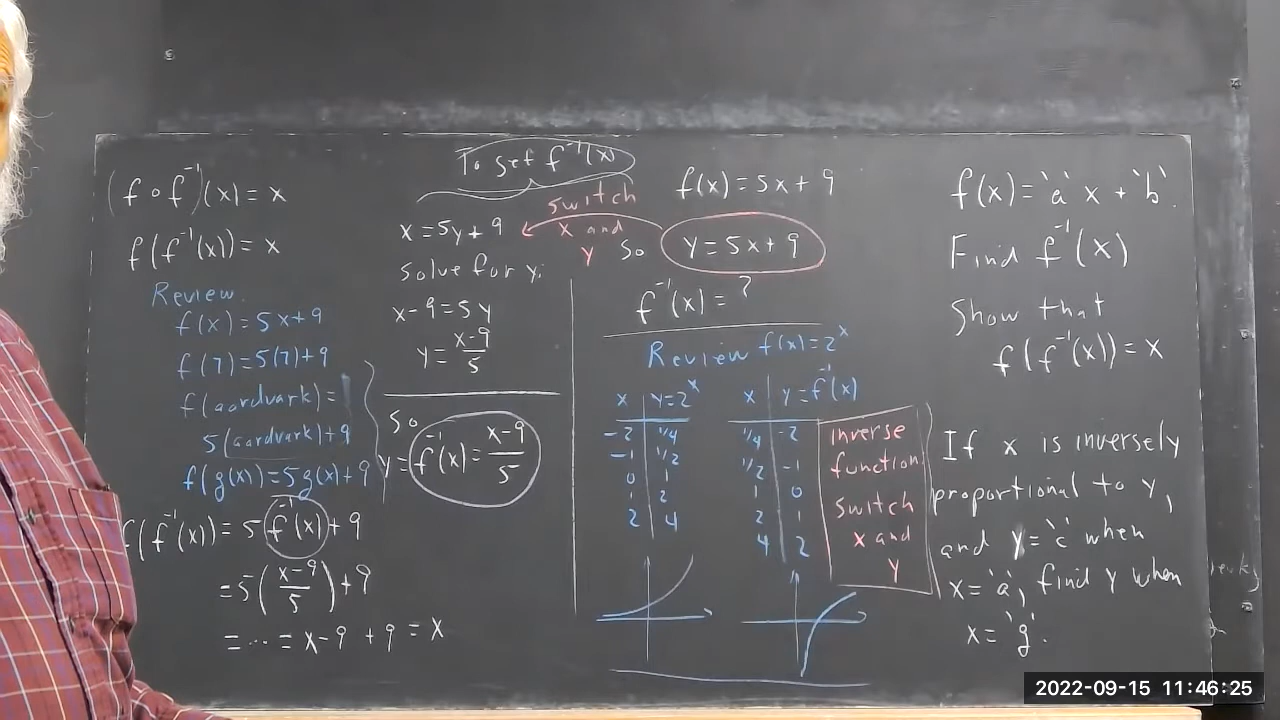 (f ∘ f⁻¹)(x) = x
f(f⁻¹(x)) = x
Review
f(x) = 5x+9
f(7) = 5(7)+9
f(aardvark) =
5(aardvark)+9
f(g(x)) = 5g(x)+9
f(f⁻¹(x)) = 5 f⁻¹(x) +9
= 5((x-9)/5)+9
= ... = x-9 +9 = x
To get f⁻¹(x)
x = 5y+9
Solve for y:
x-9 = 5y
y = (x-9)/5
So
y = f⁻¹(x) = (x-9)/5
switch
x and
y
f(x) = 5x+9
So y = 5x+9
f⁻¹(x) = ?
Review f(x) = 2ˣ
x y=2ˣ
-2 1/4
-1 1/2
0 1
1 2
2 4
x y=f⁻¹(x)
1/4 -2
1/2 -1
1 0
2 1
4 2
inverse
function
switch
x and
y
f(x) = 'a' x + 'b'.
Find f⁻¹(x)
Show that
f(f⁻¹(x)) = x
If x is inversely
proportional to y,
and y = 'c' when
x = 'a', find y when
x = 'g'.
2022-09-15 11:46:25